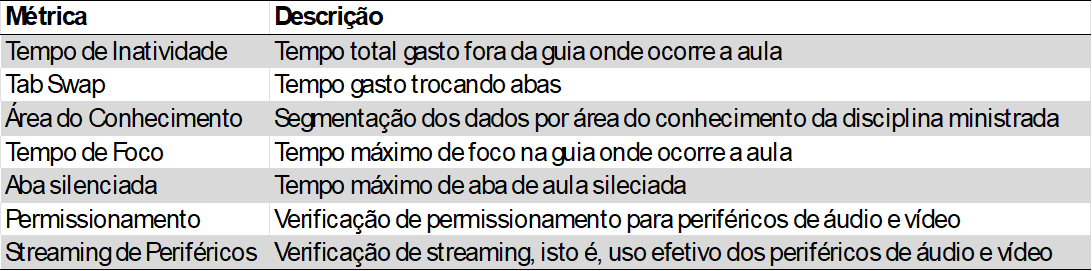 Métrica Descrição
Tempo de Inatividade Tempo total gasto fora da guia onde ocorre a aula
Tab Swap Tempo gasto trocando abas
Área do Conhecimento Segmentação dos dados por área do conhecimento da disciplina ministrada
Tempo de Foco Tempo máximo de foco na guia onde ocorre a aula
Aba silenciada Tempo máximo de aba de aula sileciada
Permissionamento Verificação de permissionamento para periféricos de áudio e vídeo
Streaming de Periféricos Verificação de streaming, isto é, uso efetivo dos periféricos de áudio e vídeo